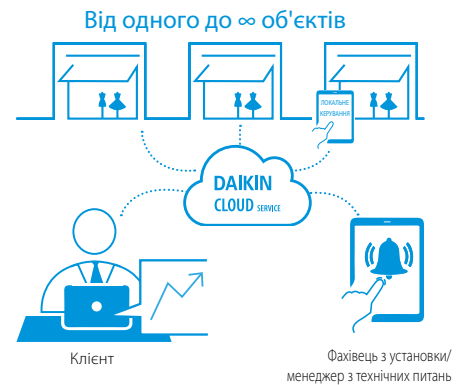 Від одного до ∞ об'єктів
ЛОКАЛЬНЕ
КЕРУВАННЯ
DAIKIN
CLOUD SERVICE
Клієнт
Фахівець з установки/
менеджер з технічних питань